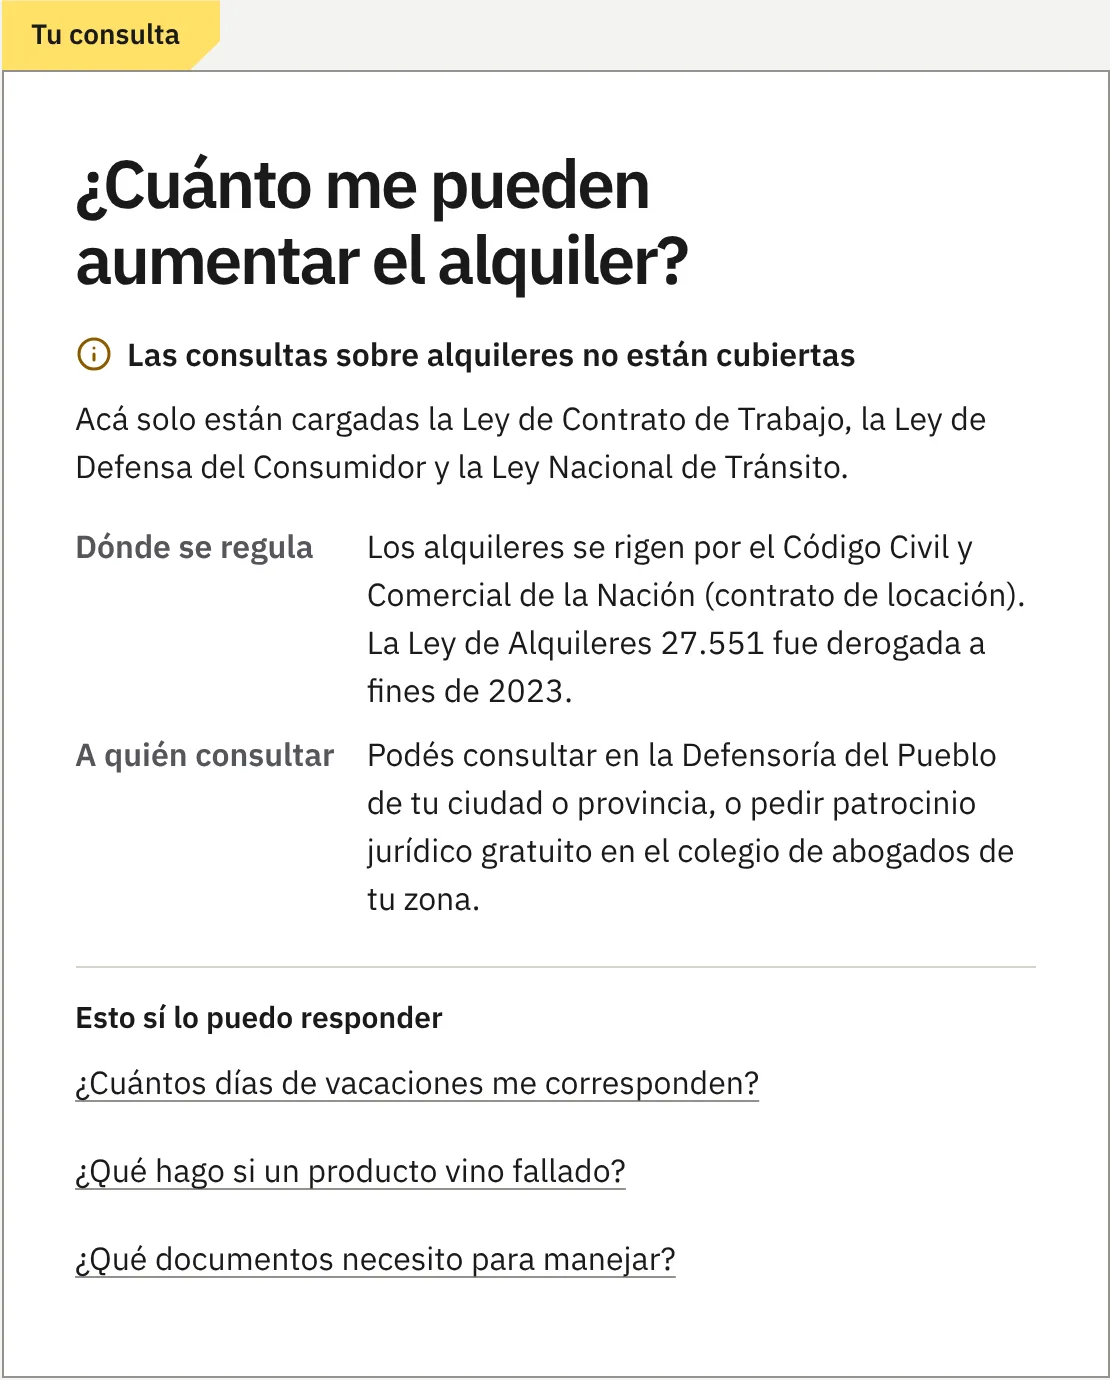 Tu consulta
¿Cuánto me pueden
aumentar el alquiler?
Las consultas sobre alquileres no están cubiertas
Acá solo están cargadas la Ley de Contrato de Trabajo, la Ley de
Defensa del Consumidor y la Ley Nacional de Tránsito.
Dónde se regula
Los alquileres se rigen por el Código Civil y
Comercial de la Nación (contrato de locación).
La Ley de Alquileres 27.551 fue derogada a
fines de 2023.
A quién consultar
Podés consultar en la Defensoría del Pueblo
de tu ciudad o provincia, o pedir patrocinio
jurídico gratuito en el colegio de abogados de
tu zona.
Esto sí lo puedo responder
¿Cuántos días de vacaciones me corresponden?
¿Qué hago si un producto vino fallado?
¿Qué documentos necesito para manejar?